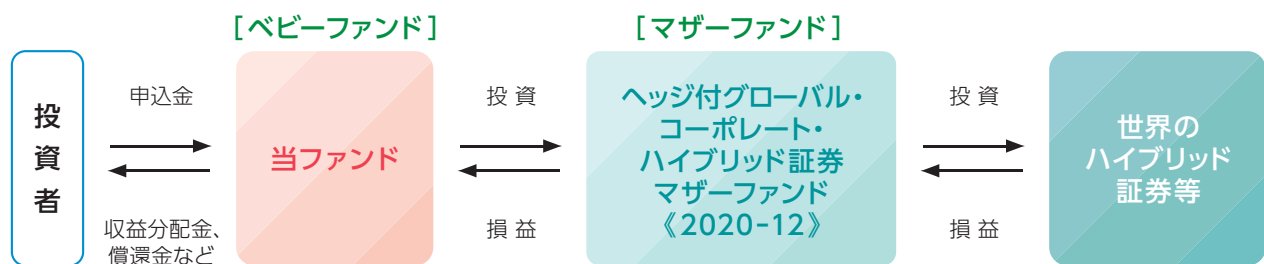 [ベビーファンド]
[マザーファンド]
投資者
申込金
収益分配金、
償還金など
当ファンド
投 資
損 益
ヘッジ付グローバル・
コーポレート・
ハイブリッド証券
マザーファンド
《2020-12》
投 資
損 益
世界の
ハイブリッド
証券等